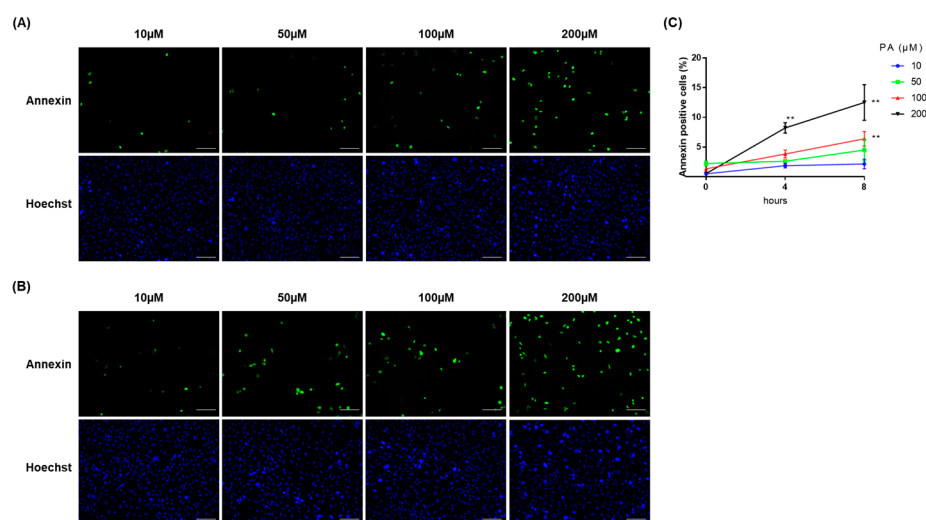 (A)
10µM 50µM 100µM 200µM
Annexin
Hoechst
(B)
10µM 50µM 100µM 200µM
Annexin
Hoechst
(C)
PA (µM)
10
50
100
200
Annexin positive cells (%)
20
15
10
5
0 4 8
hours
**
**
**